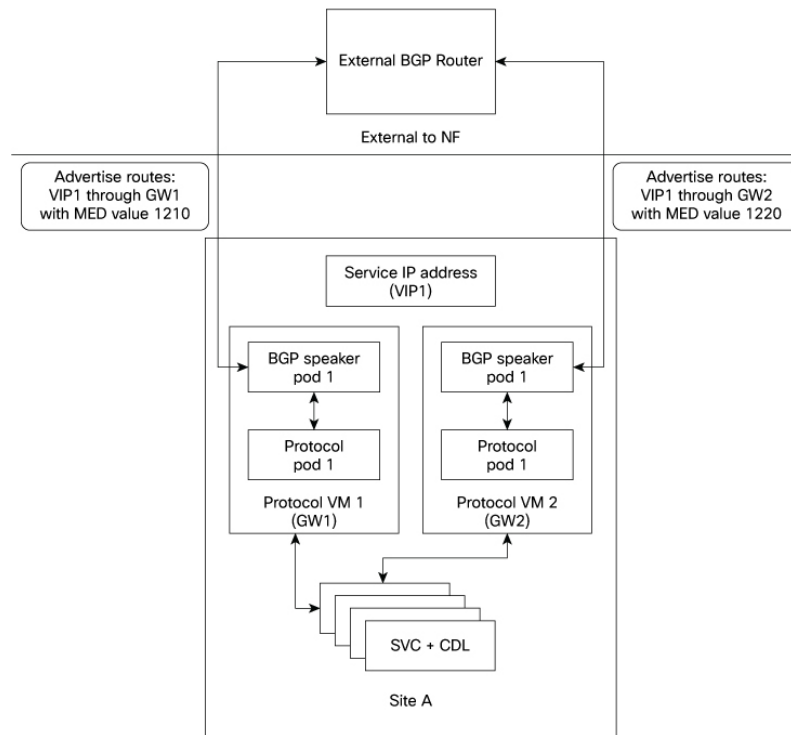 External BGP Router
External to NF
Advertise routes:
VIP1 through GW1
with MED value 1210
Advertise routes:
VIP1 through GW2
with MED value 1220
Service IP address
(VIP1)
BGP speaker
pod 1
BGP speaker
pod 1
Protocol
pod 1
Protocol
pod 1
Protocol VM 1
(GW1)
Protocol VM 2
(GW2)
SVC + CDL
Site A